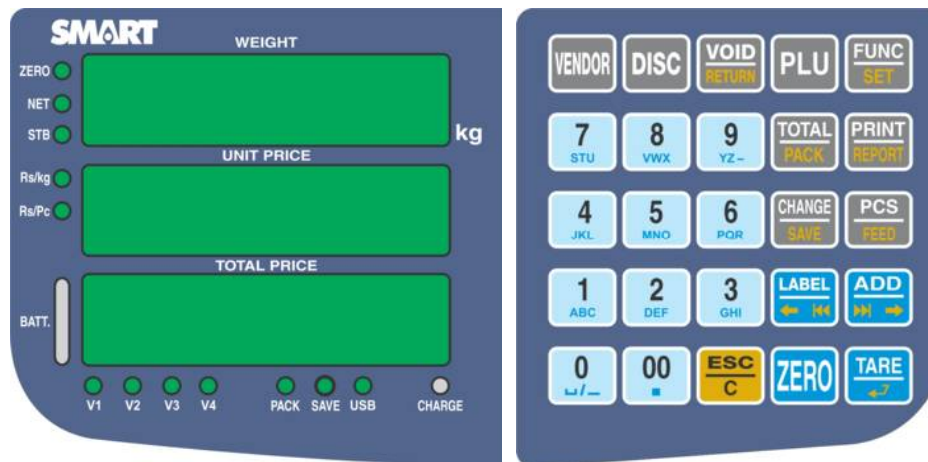 SMART
WEIGHT
ZERO
NET
STB
kg
UNIT PRICE
Rs/kg
Rs/Pc
TOTAL PRICE
BATT.
V1 V2 V3 V4 PACK SAVE USB CHARGE
VENDOR DISC VOID PLU FUNC
RETURN SET
7 8 9 TOTAL PRINT
STU VWX YZ~ PACK REPORT
4 5 6 CHANGE PCS
JKL MNO PQR SAVE FEED
1 2 3 LABEL ADD
ABC DEF GHI
0 00 ESC ZERO TARE
␣/_ ▪ C